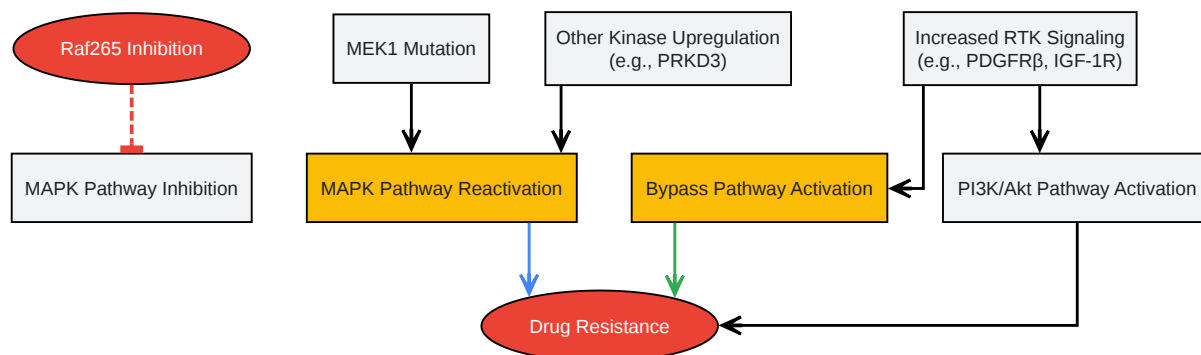 Raf265 Inhibition
MEK1 Mutation
Other Kinase Upregulation
(e.g., PRKD3)
Increased RTK Signaling
(e.g., PDGFRβ, IGF-1R)
MAPK Pathway Inhibition
MAPK Pathway Reactivation
Bypass Pathway Activation
PI3K/Akt Pathway Activation
Drug Resistance